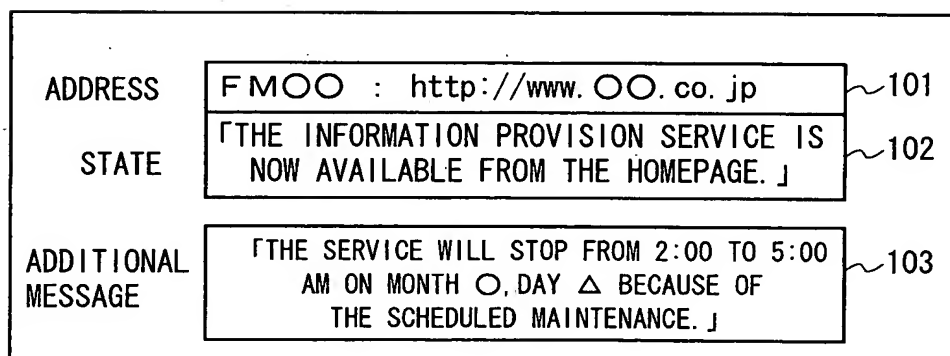 ADDRESS FM○○ : http://www.○○.co.jp 101
STATE 「THE INFORMATION PROVISION SERVICE IS
NOW AVAILABLE FROM THE HOMEPAGE.」 102
ADDITIONAL MESSAGE 「THE SERVICE WILL STOP FROM 2:00 TO 5:00
AM ON MONTH ○, DAY △ BECAUSE OF
THE SCHEDULED MAINTENANCE.」 103